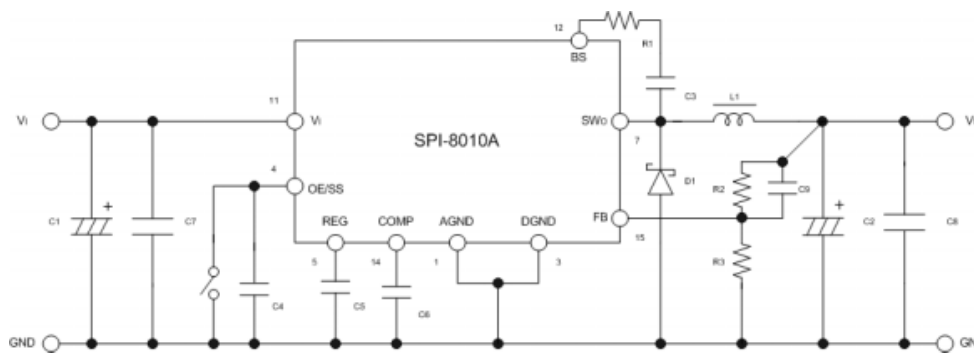 12
BS
R1
C3
11
Vi
Vi
SWo
L1
7
SPI-8010A
4
OE/SS
D1
R2
C9
C1
+
C7
REG
COMP
AGND
DGND
FB
15
+
C2
C8
5
14
1
3
R3
C4
C5
C6
GND